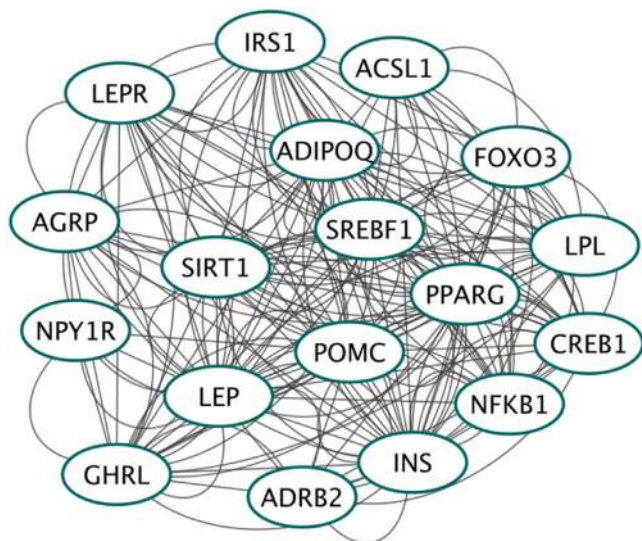 IRS1
ACSL1
LEPR
ADIPOQ
FOXO3
AGRP
SREBF1
LPL
SIRT1
PPARG
NPY1R
POMC
CREB1
LEP
NFKB1
GHRL
INS
ADRB2